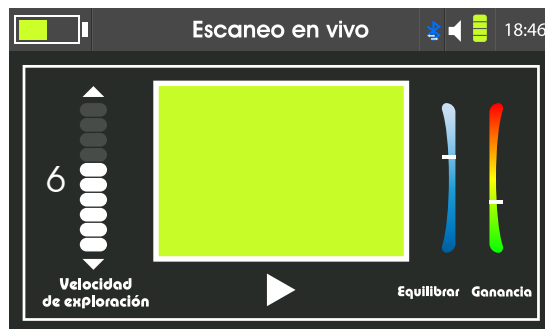 Escaneo en vivo
18:46
6
Velocidad
de exploración
Equilibrar
Ganancia